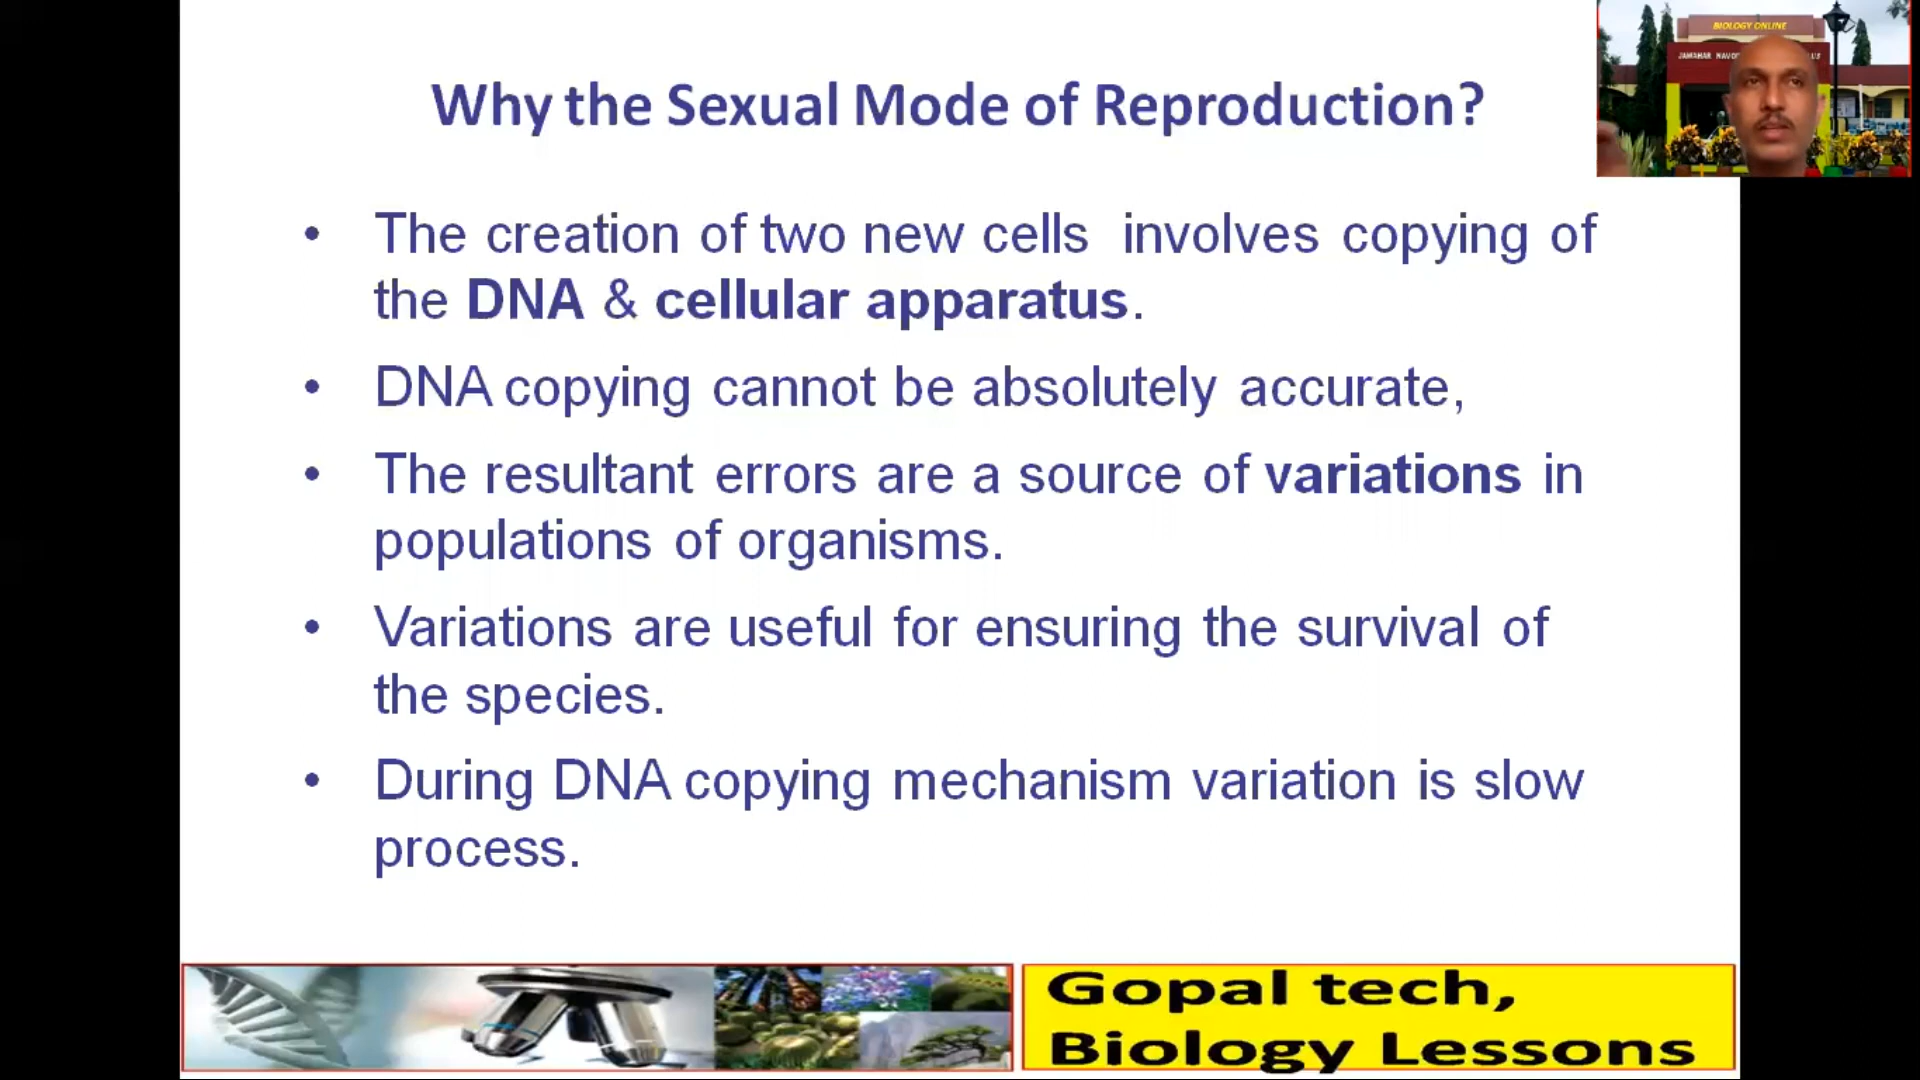 BIOLOGY ONLINE
JAWAHAR NAVO
Why the Sexual Mode of Reproduction?
• The creation of two new cells involves copying of
the DNA & cellular apparatus.
• DNA copying cannot be absolutely accurate,
• The resultant errors are a source of variations in
populations of organisms.
• Variations are useful for ensuring the survival of
the species.
• During DNA copying mechanism variation is slow
process.
Gopal tech,
Biology Lessons